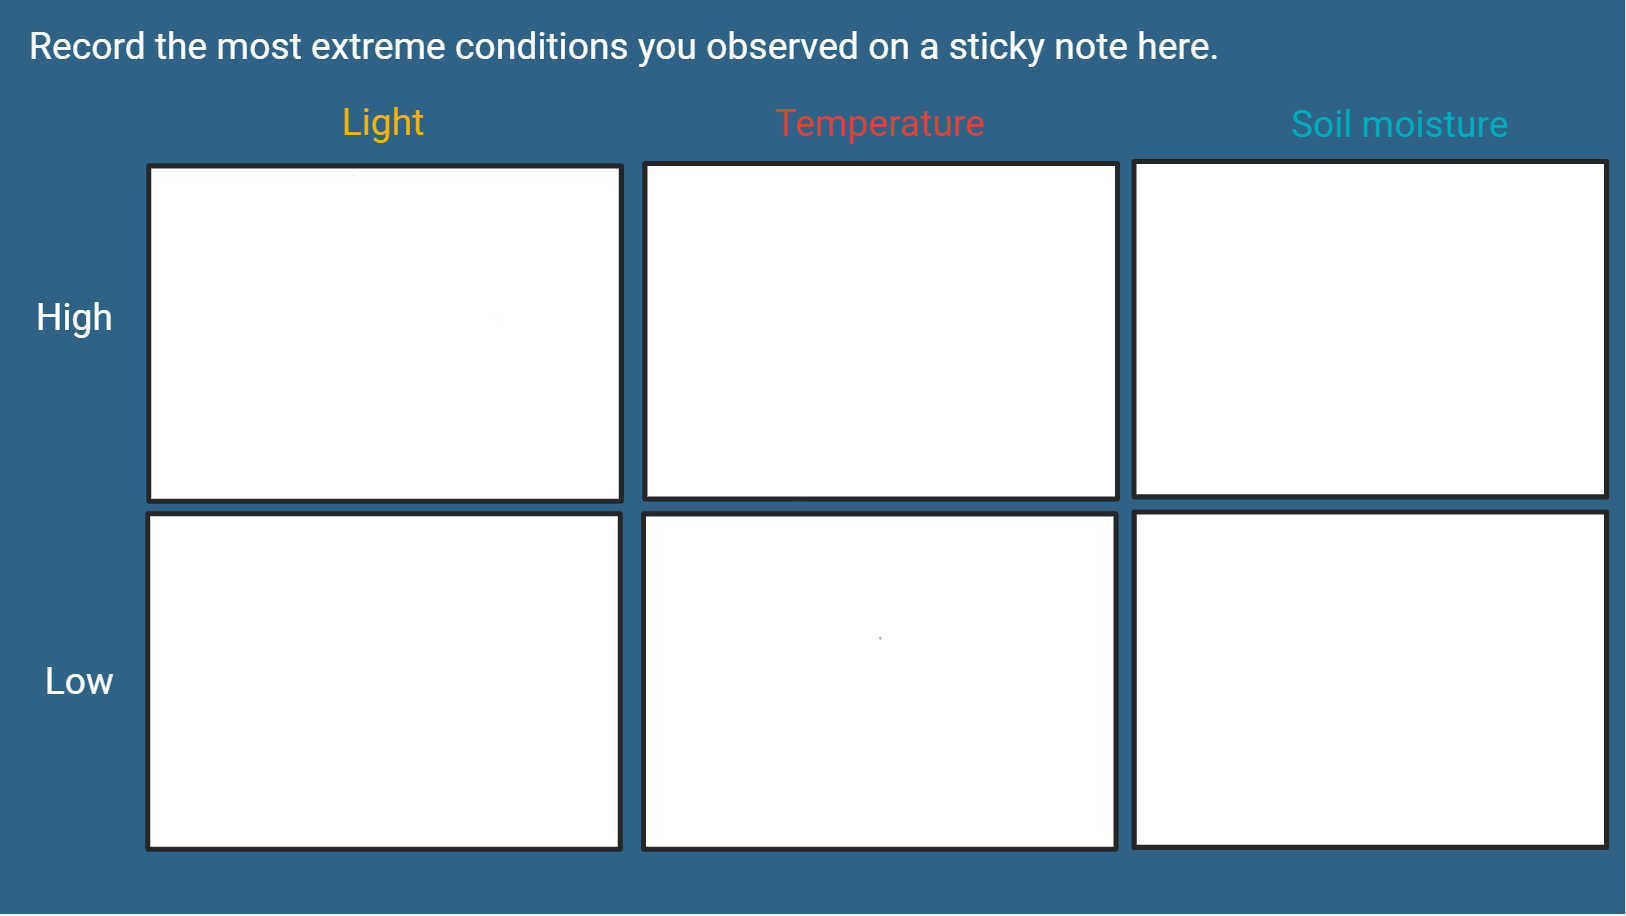 Record the most extreme conditions you observed on a sticky note here.
Light Temperature Soil moisture
High
Low